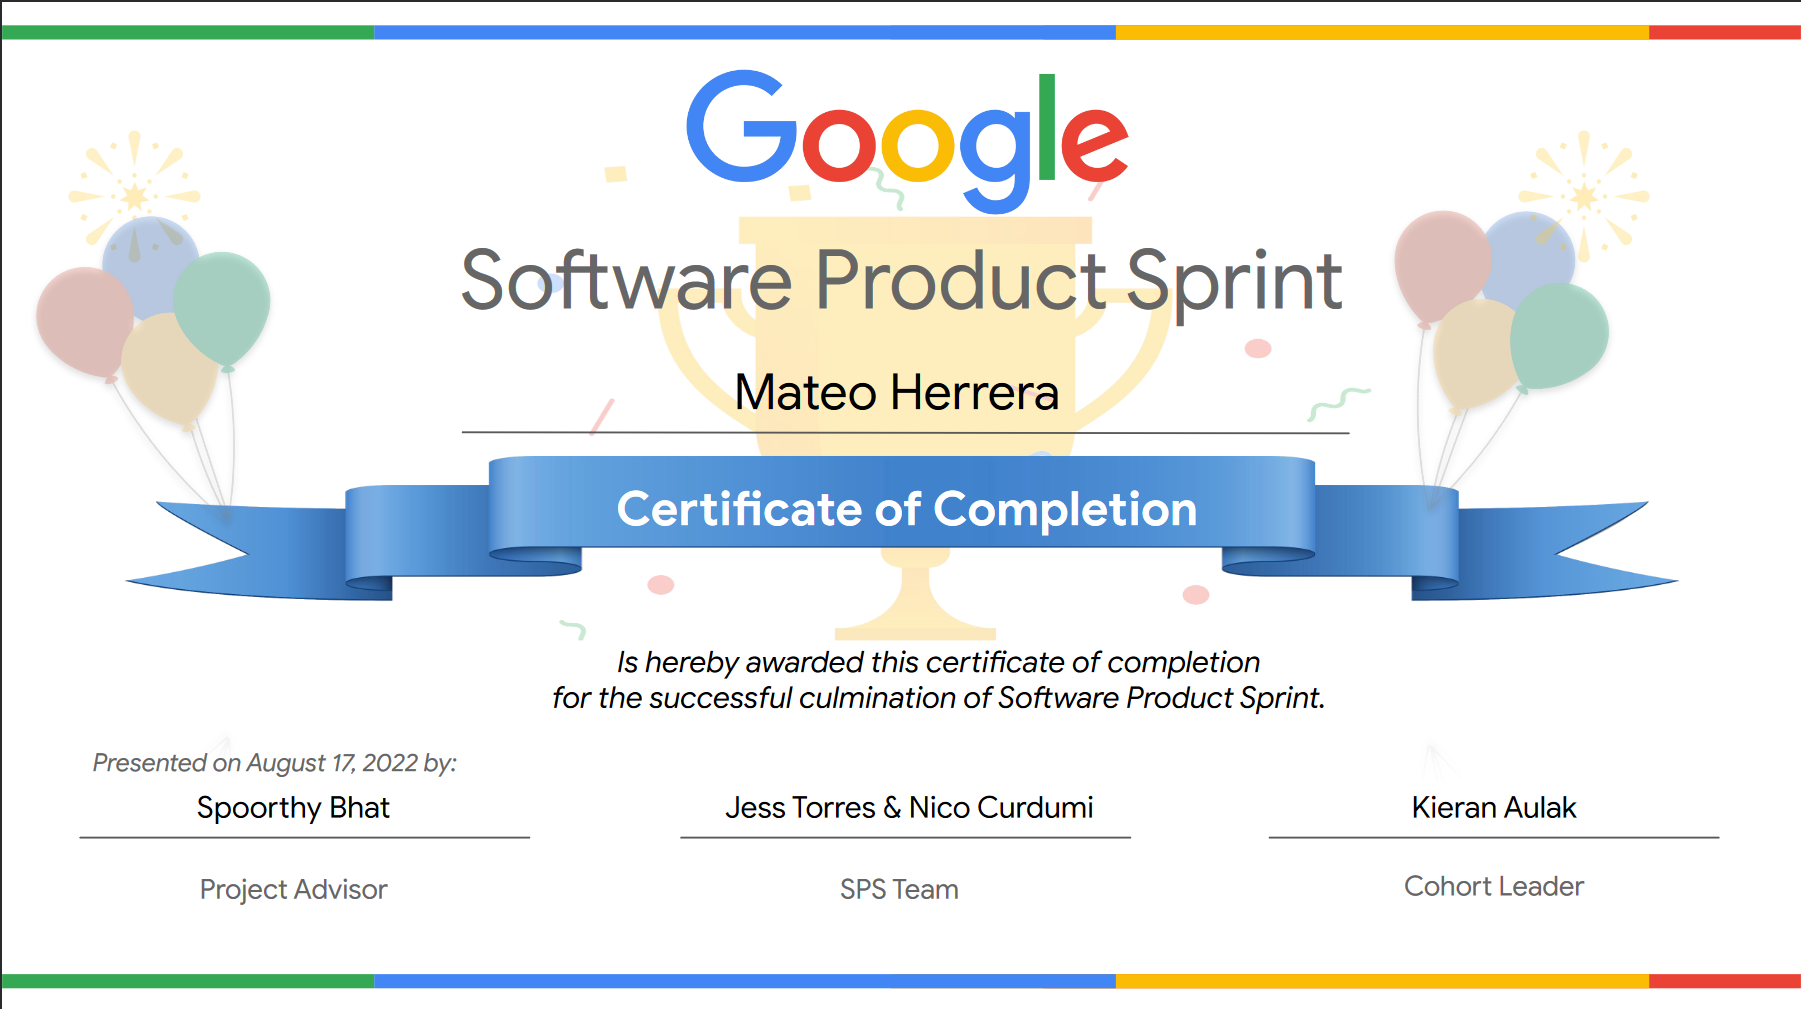 Google
Software Product Sprint
Mateo Herrera
Certificate of Completion
Is hereby awarded this certificate of completion
for the successful culmination of Software Product Sprint.
Presented on August 17, 2022 by:
Spoorthy Bhat
Jess Torres & Nico Curdumi
Kieran Aulak
Project Advisor
SPS Team
Cohort Leader